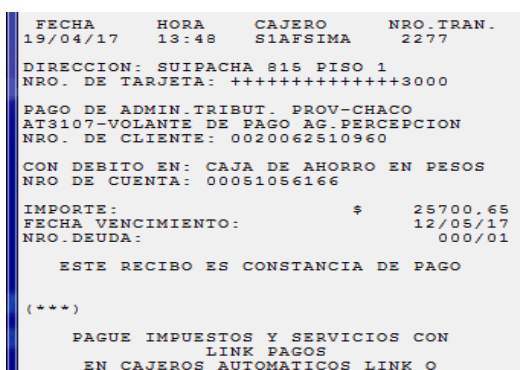 FECHA HORA CAJERO NRO.TRAN.
19/04/17 13:48 S1AFSIMA 2277
DIRECCION: SUIPACHA 815 PISO 1
NRO. DE TARJETA: +++++++++++++++3000
PAGO DE ADMIN.TRIBUT. PROV-CHACO
AT3107-VOLANTE DE PAGO AG.PERCEPCION
NRO. DE CLIENTE: 0020062510960
CON DEBITO EN: CAJA DE AHORRO EN PESOS
NRO DE CUENTA: 00051056166
IMPORTE: $ 25700,65
FECHA VENCIMIENTO: 12/05/17
NRO.DEUDA: 000/01
ESTE RECIBO ES CONSTANCIA DE PAGO
(***)
PAGUE IMPUESTOS Y SERVICIOS CON
LINK PAGOS
EN CAJEROS AUTOMATICOS LINK O